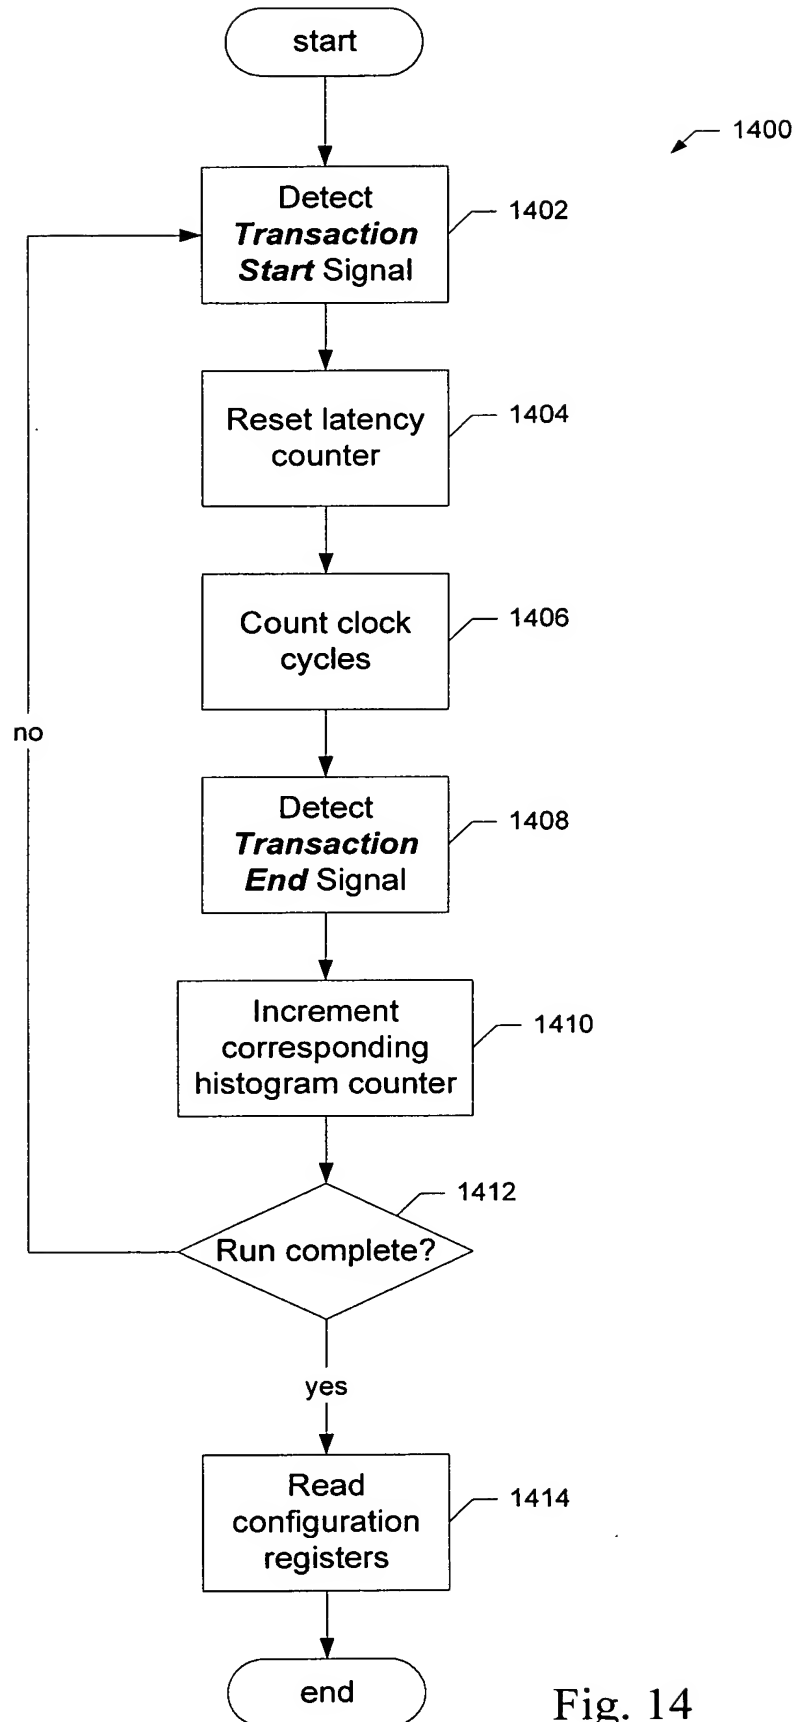 start
1400
Detect
Transaction
Start Signal
1402
Reset latency
counter
1404
Count clock
cycles
1406
Detect
Transaction
End Signal
1408
no
Increment
corresponding
histogram counter
1410
1412
Run complete?
yes
Read
configuration
registers
1414
end
Fig. 14